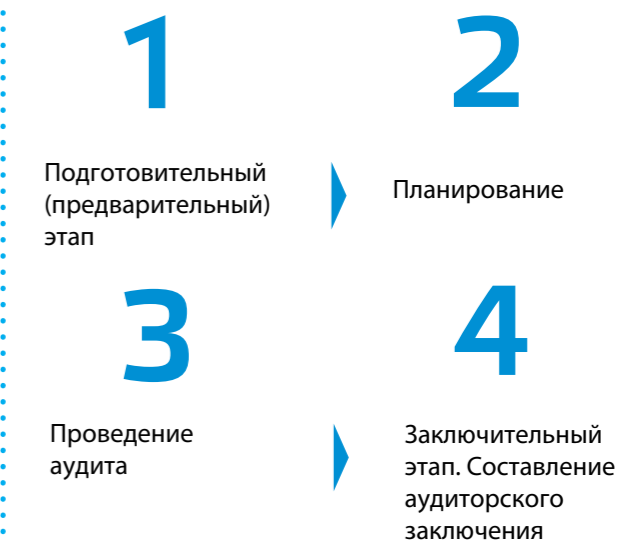 1
Подготовительный
(предварительный)
этап
2
Планирование
3
Проведение
аудита
4
Заключительный
этап. Составление
аудиторского
заключения